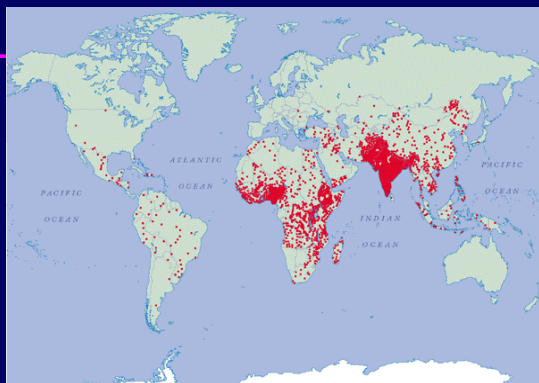 ATLANTIC
OCEAN
PACIFIC
OCEAN
PACIFIC
OCEAN
INDIAN
OCEAN